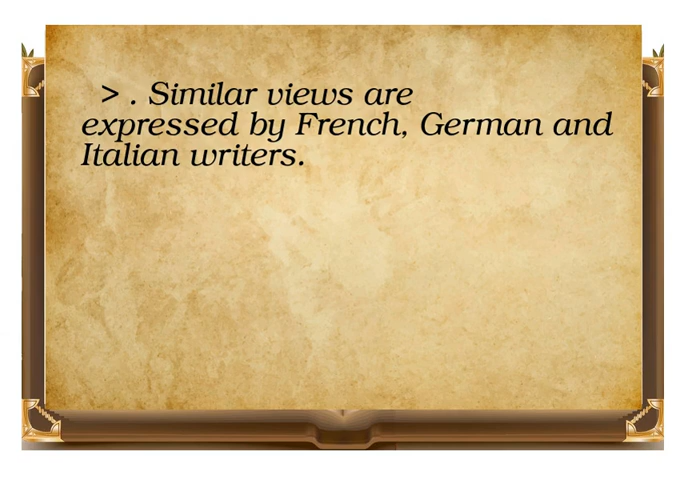 > . Similar views are
expressed by French, German and
Italian writers.